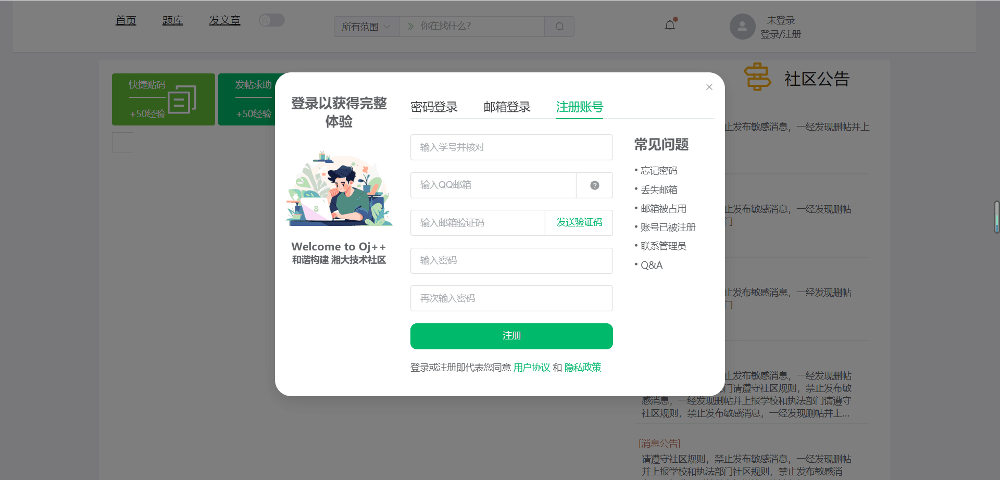 首页 题库 发文章
所有范围 你在找什么?
未登录
登录/注册
快捷贴码
+50经验
发帖求助
+50经验
社区公告
止发布敏感消息，一经发现删帖并上
止发布敏感消息，一经发现删帖
门
止发布敏感消息，一经发现删帖
门
止发布敏感消息，一经发现删帖
部门请遵守社区规则，禁止发布敏
感消息，一经发现删帖并上报学校和执法部门请遵守
社区规则，禁止发布敏感消息，一经发现删帖并上...
[消息公告]
请遵守社区规则，禁止发布敏感消息，一经发现删帖
并上报学校和执法部门社区规则，禁止发布敏感消
登录以获得完整
体验
Welcome to Oj++
和谐构建 湘大技术社区
密码登录 邮箱登录 注册账号
输入学号并核对
输入QQ邮箱
输入邮箱验证码 发送验证码
输入密码
再次输入密码
注册
登录或注册即代表您同意 用户协议 和 隐私政策
常见问题
• 忘记密码
• 丢失邮箱
• 邮箱被占用
• 账号已被注册
• 联系管理员
• Q&A